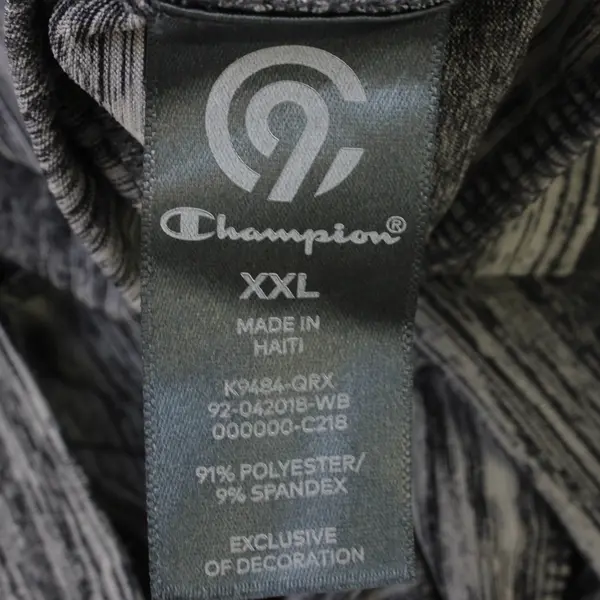 C9
Champion®
XXL
MADE IN
HAITI
K9484-QRX
92-042018-WB
000000-C218
91% POLYESTER/
9% SPANDEX
EXCLUSIVE
OF DECORATION